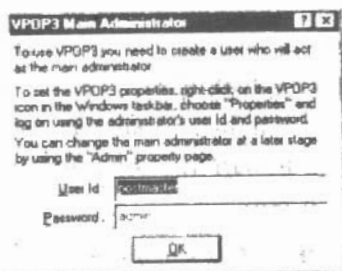 VPOP3 Main Administrator
To use VPOP3 you need to create a user who will act
as the main administrator
To set the VPOP3 properties, right-click on the VPOP3
icon in the Windows taskbar, choose "Properties" and
log on using the administrator's user Id and password.
You can change the main administrator at a later stage
by using the "Admin" property page.
User Id postmaster
Password. admin
OK